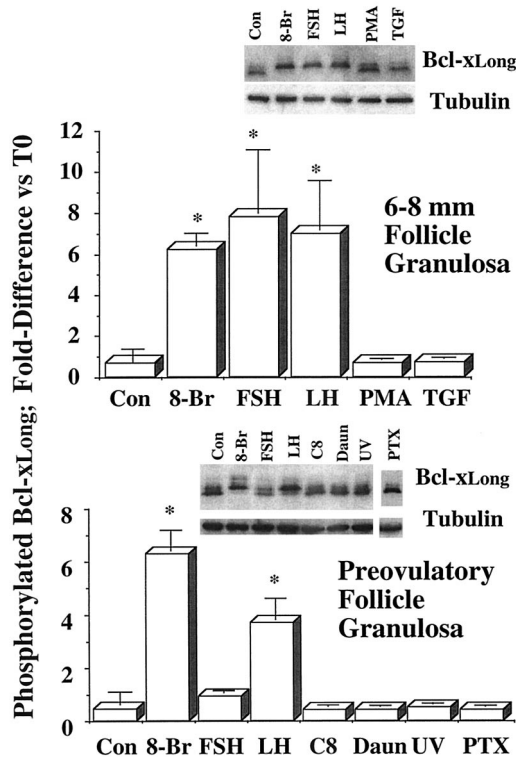 Con 8-Br FSH LH PMA TGF
Bcl-xLong
Tubulin
Phosphorylated Bcl-xLong; Fold-Difference vs T0
12
10
8
6
4
2
0
* * *
6-8 mm
Follicle
Granulosa
Con 8-Br FSH LH PMA TGF
Con 8-Br FSH LH C8 Daun UV PTX
Bcl-xLong
Tubulin
8
6
4
2
0
* *
Preovulatory
Follicle
Granulosa
Con 8-Br FSH LH C8 Daun UV PTX